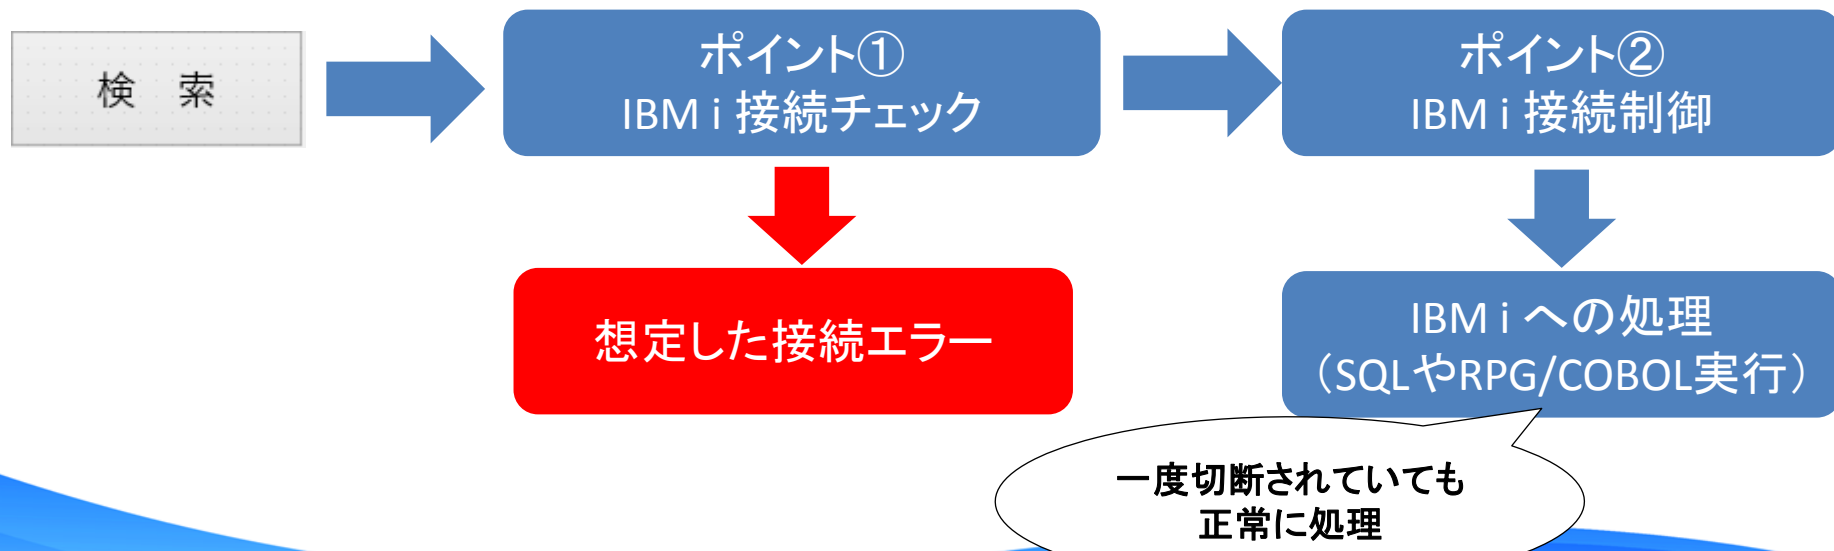 検 索
ポイント①
IBM i 接続チェック
ポイント②
IBM i 接続制御
想定した接続エラー
IBM i への処理
（SQLやRPG/COBOL実行）
一度切断されていても
正常に処理